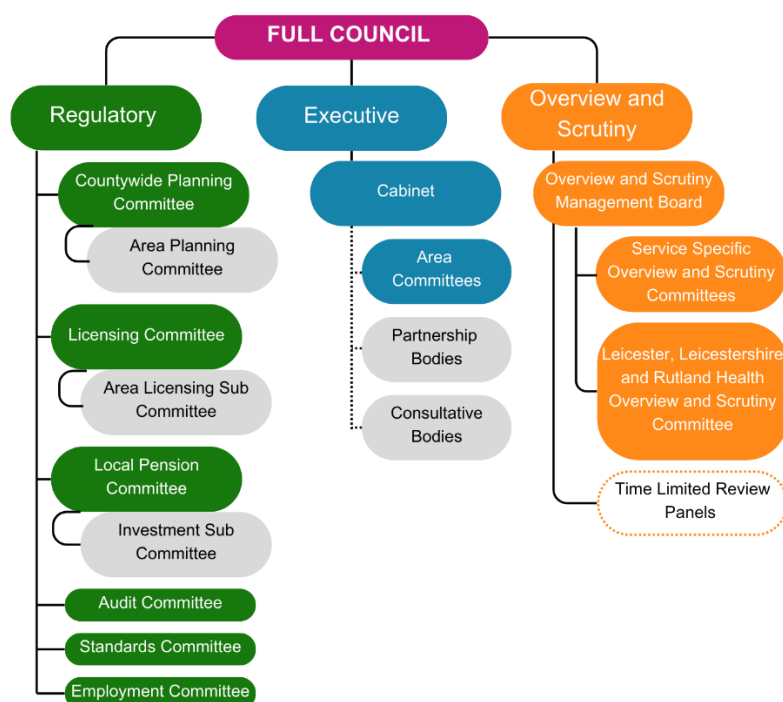 FULL COUNCIL
Regulatory
Countywide Planning
Committee
Area Planning
Committee
Licensing Committee
Area Licensing Sub
Committee
Local Pension
Committee
Investment Sub
Committee
Audit Committee
Standards Committee
Employment Committee
Executive
Cabinet
Area
Committees
Partnership
Bodies
Consultative
Bodies
Overview and
Scrutiny
Overview and Scrutiny
Management Board
Service Specific
Overview and Scrutiny
Committees
Leicester, Leicestershire
and Rutland Health
Overview and Scrutiny
Committee
Time Limited Review
Panels